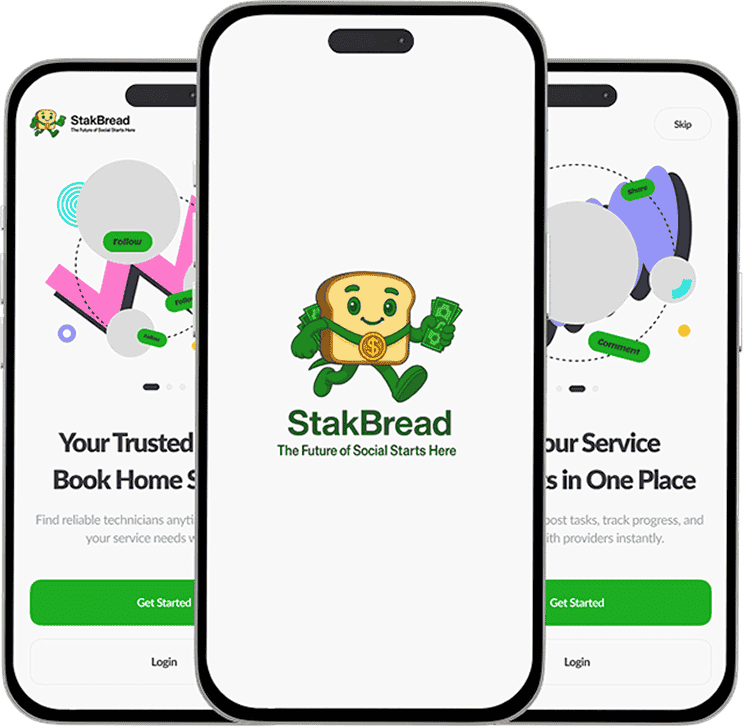 StakBread
The Future of Social Starts Here
Follow
Follow
Your Trusted
Book Home S
Find reliable technicians anyti
your service needs w
Get Started
Login
StakBread
The Future of Social Starts Here
Skip
Share
Comment
our Service
s in One Place
post tasks, track progress, and
ith providers instantly.
Get Started
Login